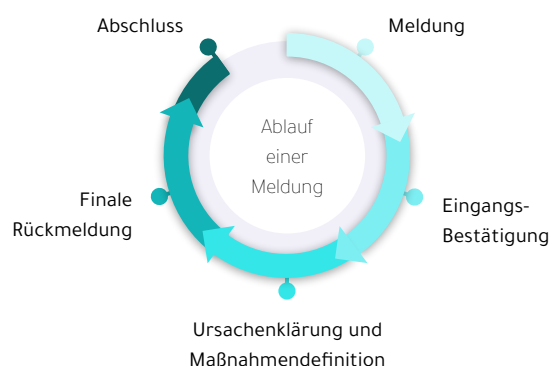 Abschluss
Meldung
Ablauf
einer
Meldung
Finale
Rückmeldung
Eingangs-
Bestätigung
Ursachenklärung und
Maßnahmendefinition